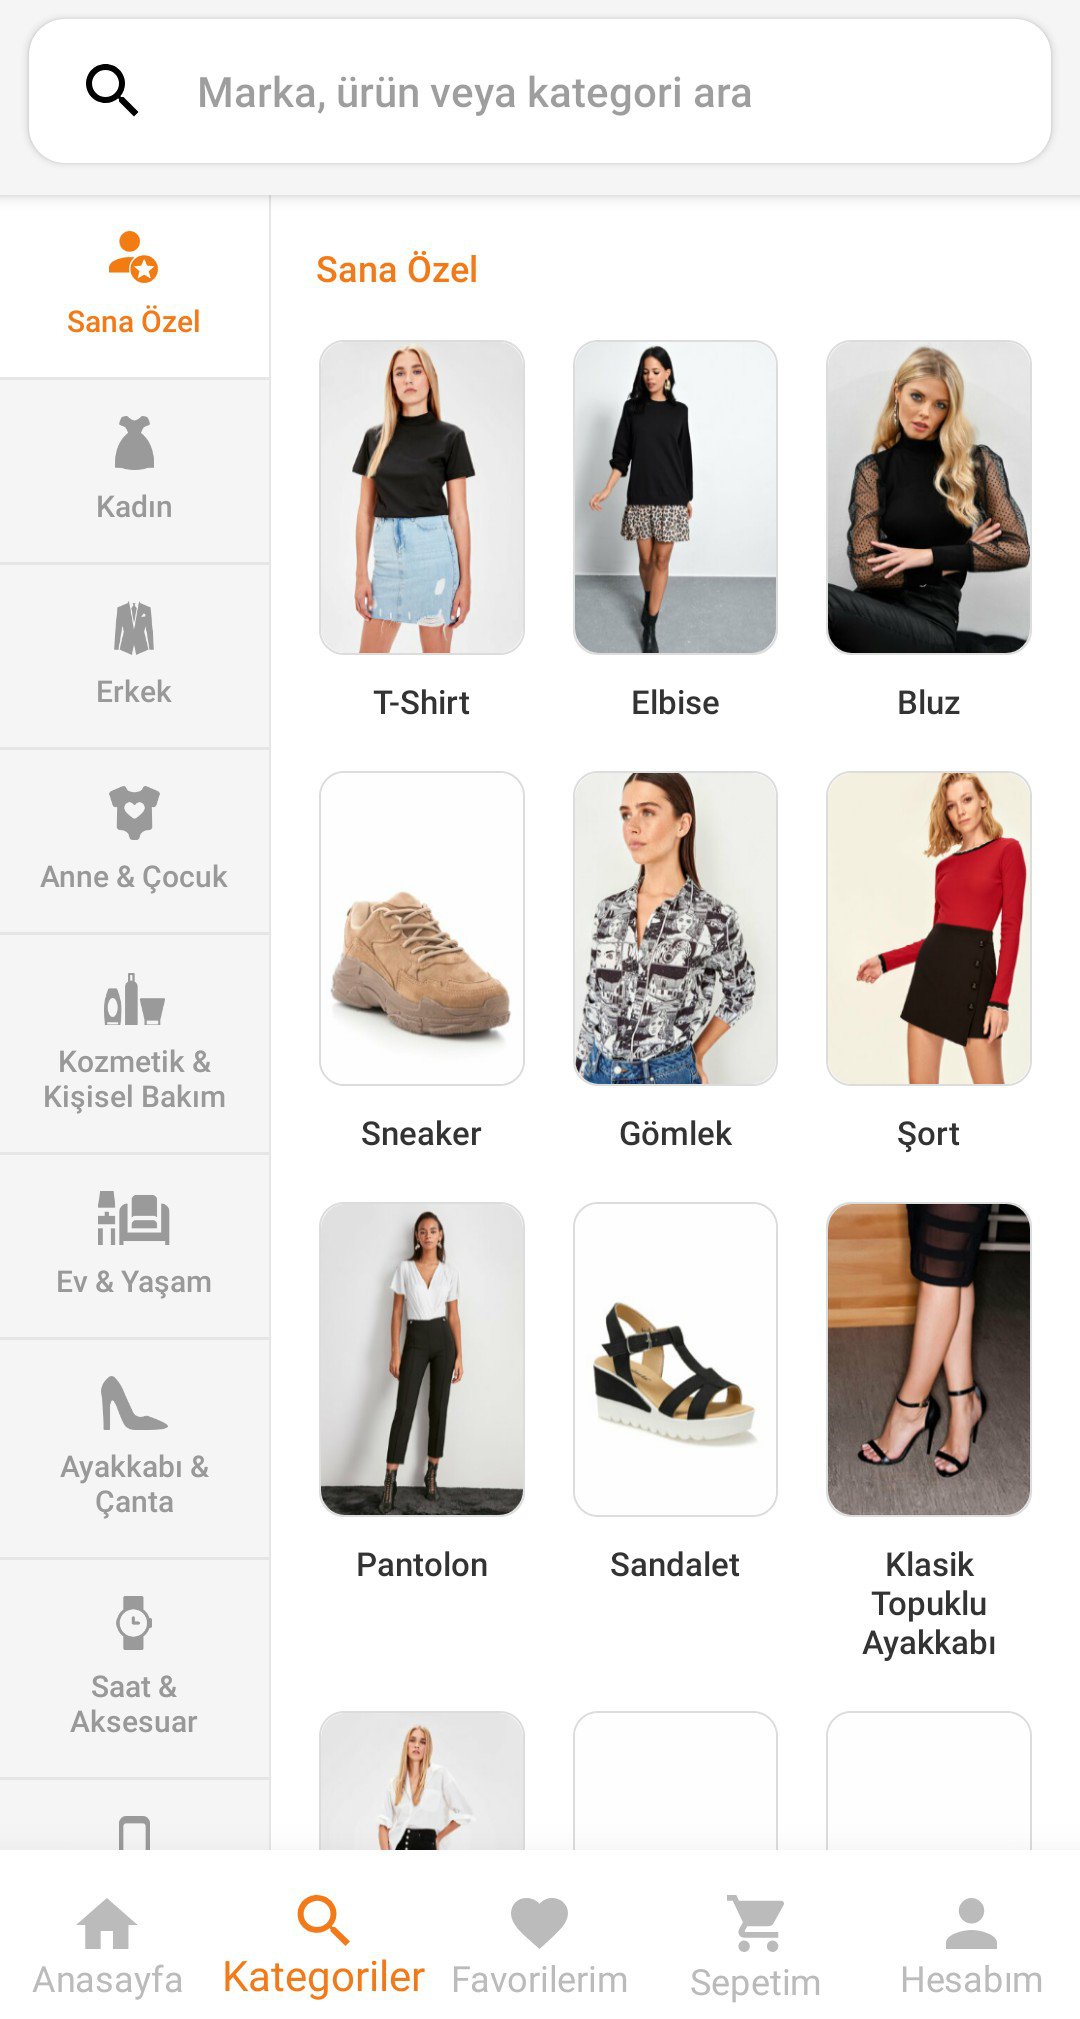 Marka, ürün veya kategori ara
Sana Özel
Kadın
Erkek
Anne & Çocuk
Kozmetik &
Kişisel Bakım
Ev & Yaşam
Ayakkabı &
Çanta
Saat &
Aksesuar
Sana Özel
T-Shirt
Elbise
Bluz
Sneaker
Gömlek
Şort
Pantolon
Sandalet
Klasik
Topuklu
Ayakkabı
Anasayfa
Kategoriler
Favorilerim
Sepetim
Hesabım